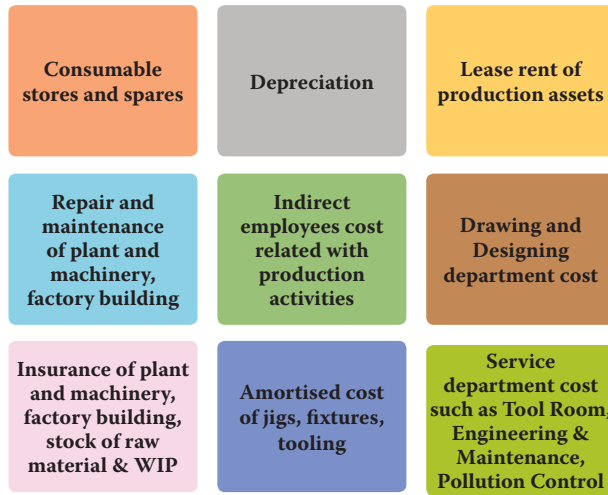 Consumable
stores and spares
Depreciation
Lease rent of
production assets
Repair and
maintenance
of plant and
machinery,
factory building
Indirect
employees cost
related with
production
activities
Drawing and
Designing
department cost
Insurance of plant
and machinery,
factory building,
stock of raw
material & WIP
Amortised cost
of jigs, fixtures,
tooling
Service
department cost
such as Tool Room,
Engineering &
Maintenance,
Pollution Control